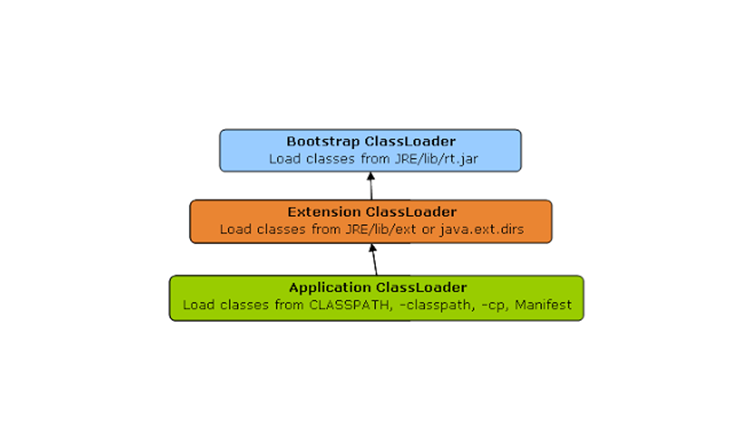 Bootstrap ClassLoader
Load classes from JRE/lib/rt.jar
Extension ClassLoader
Load classes from JRE/lib/ext or java.ext.dirs
Application ClassLoader
Load classes from CLASSPATH, -classpath, -cp, Manifest